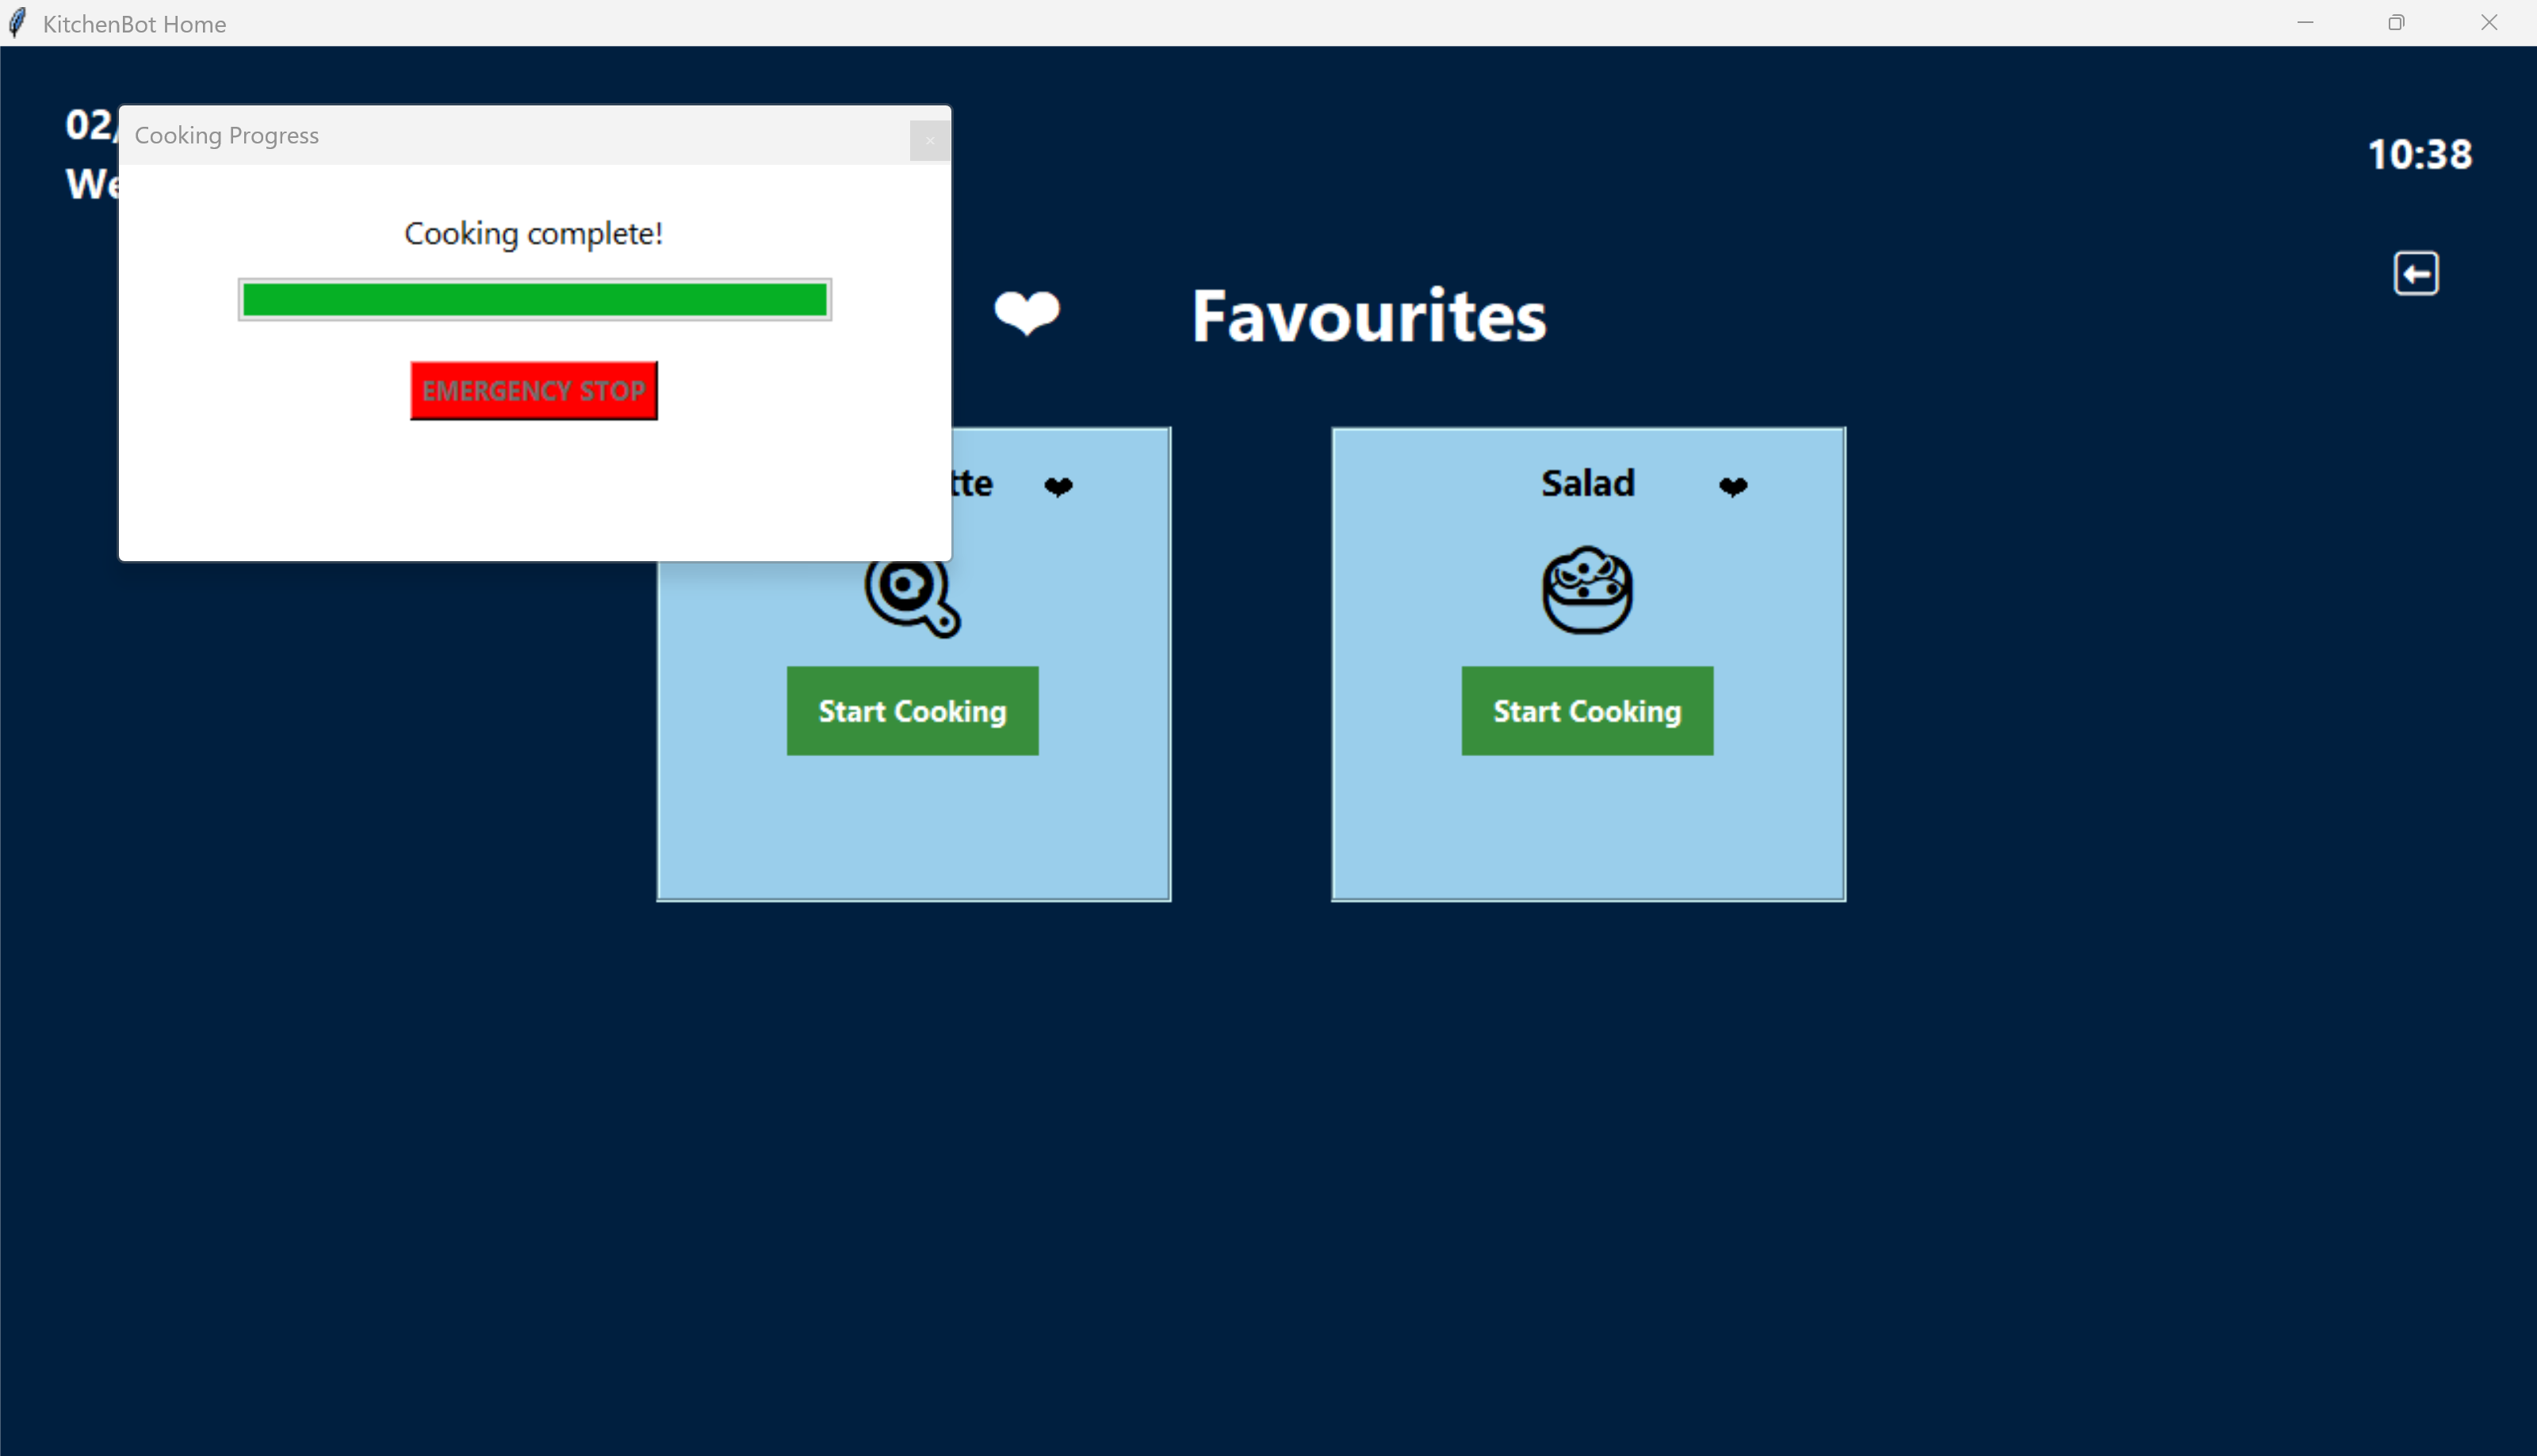 KitchenBot Home
02/
We
10:38
Cooking Progress
Cooking complete!
EMERGENCY STOP
Favourites
tte
Salad
Start Cooking
Start Cooking